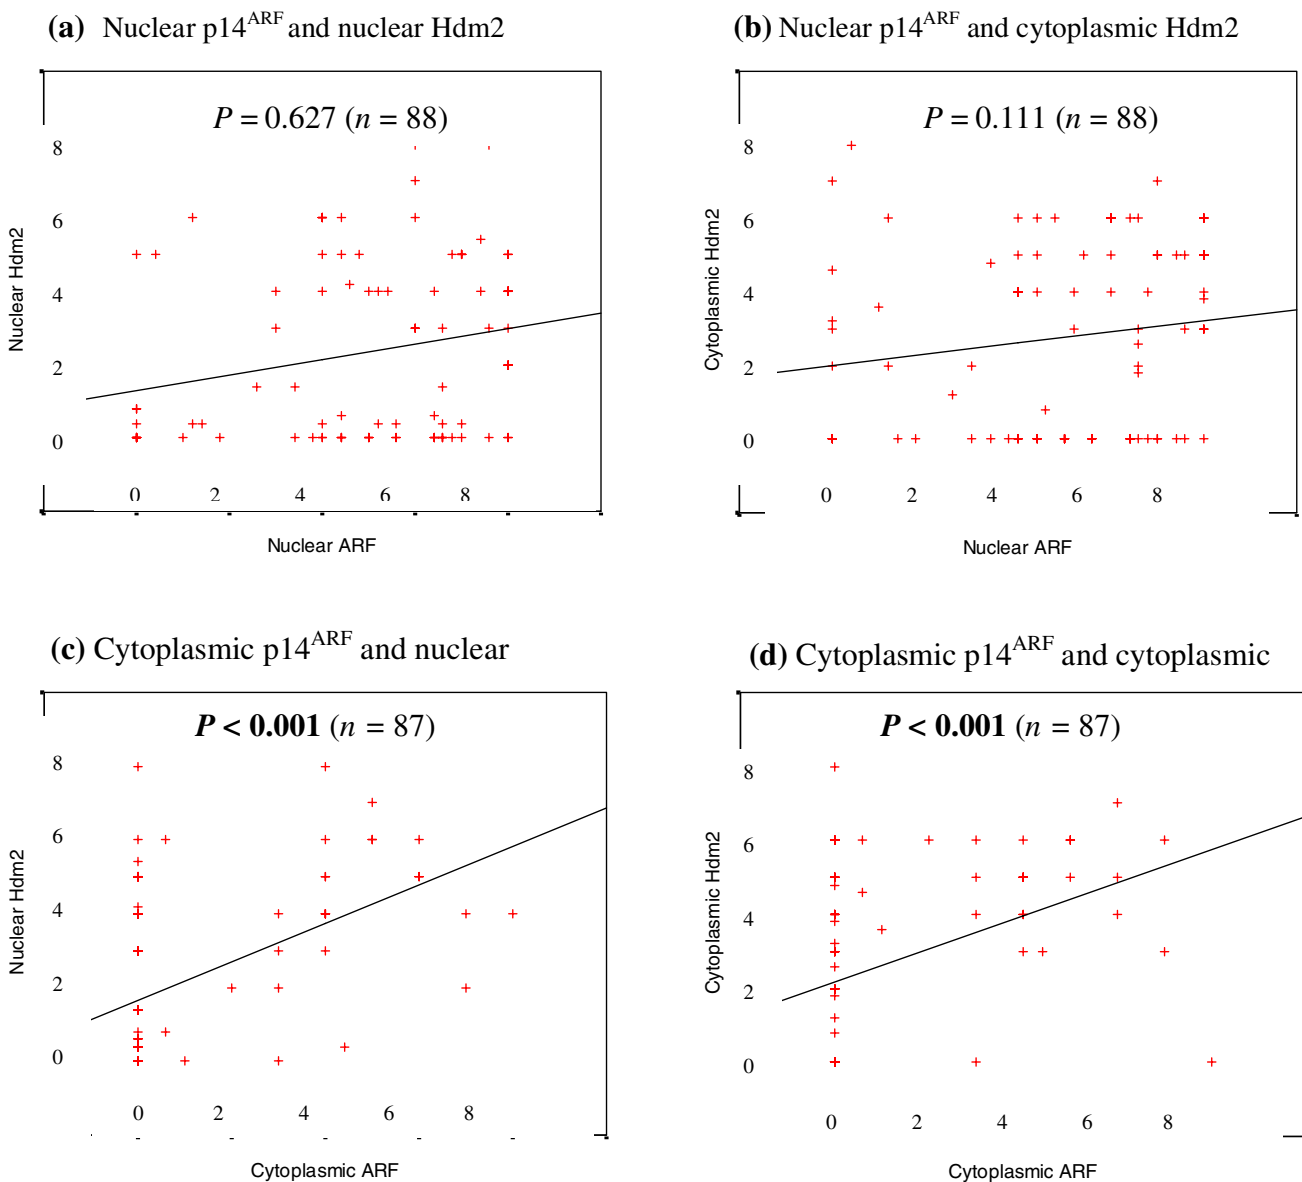 (a) Nuclear p14ARF and nuclear Hdm2
P = 0.627 (n = 88)
8
6
4
2
0
Nuclear Hdm2
0 2 4 6 8
Nuclear ARF
(b) Nuclear p14ARF and cytoplasmic Hdm2
P = 0.111 (n = 88)
8
6
4
2
0
Cytoplasmic Hdm2
0 2 4 6 8
Nuclear ARF
(c) Cytoplasmic p14ARF and nuclear
P < 0.001 (n = 87)
8
6
4
2
0
Nuclear Hdm2
0 2 4 6 8
Cytoplasmic ARF
(d) Cytoplasmic p14ARF and cytoplasmic
P < 0.001 (n = 87)
8
6
4
2
0
Cytoplasmic Hdm2
0 2 4 6 8
Cytoplasmic ARF